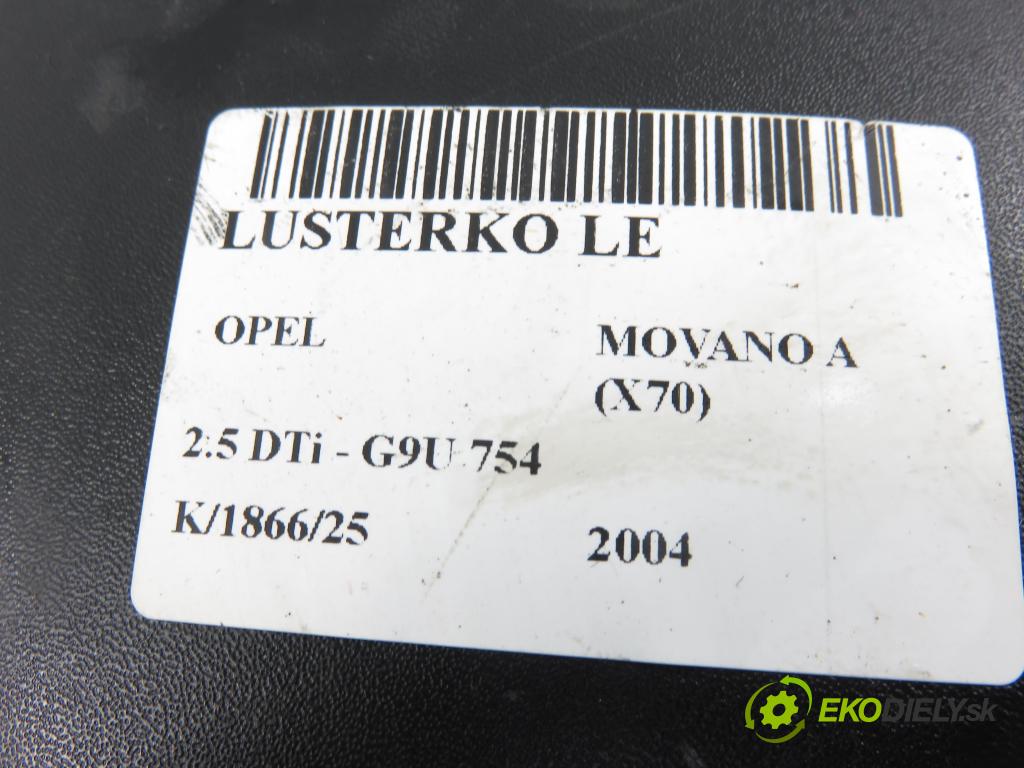 LUSTERKO LE
OPEL
MOVANO A
(X70)
2.5 DTi - G9U 754
K/1866/25
2004
EKODIELY.sk